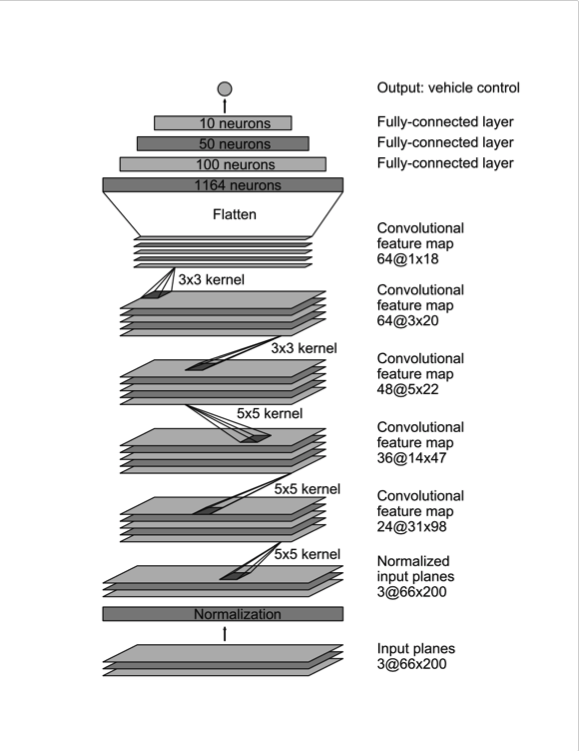 Output: vehicle control
10 neurons
Fully-connected layer
50 neurons
Fully-connected layer
100 neurons
Fully-connected layer
1164 neurons
Flatten
Convolutional
feature map
64@1x18
3x3 kernel
Convolutional
feature map
64@3x20
3x3 kernel
Convolutional
feature map
48@5x22
5x5 kernel
Convolutional
feature map
36@14x47
5x5 kernel
Convolutional
feature map
24@31x98
5x5 kernel
Normalized
input planes
3@66x200
Normalization
Input planes
3@66x200